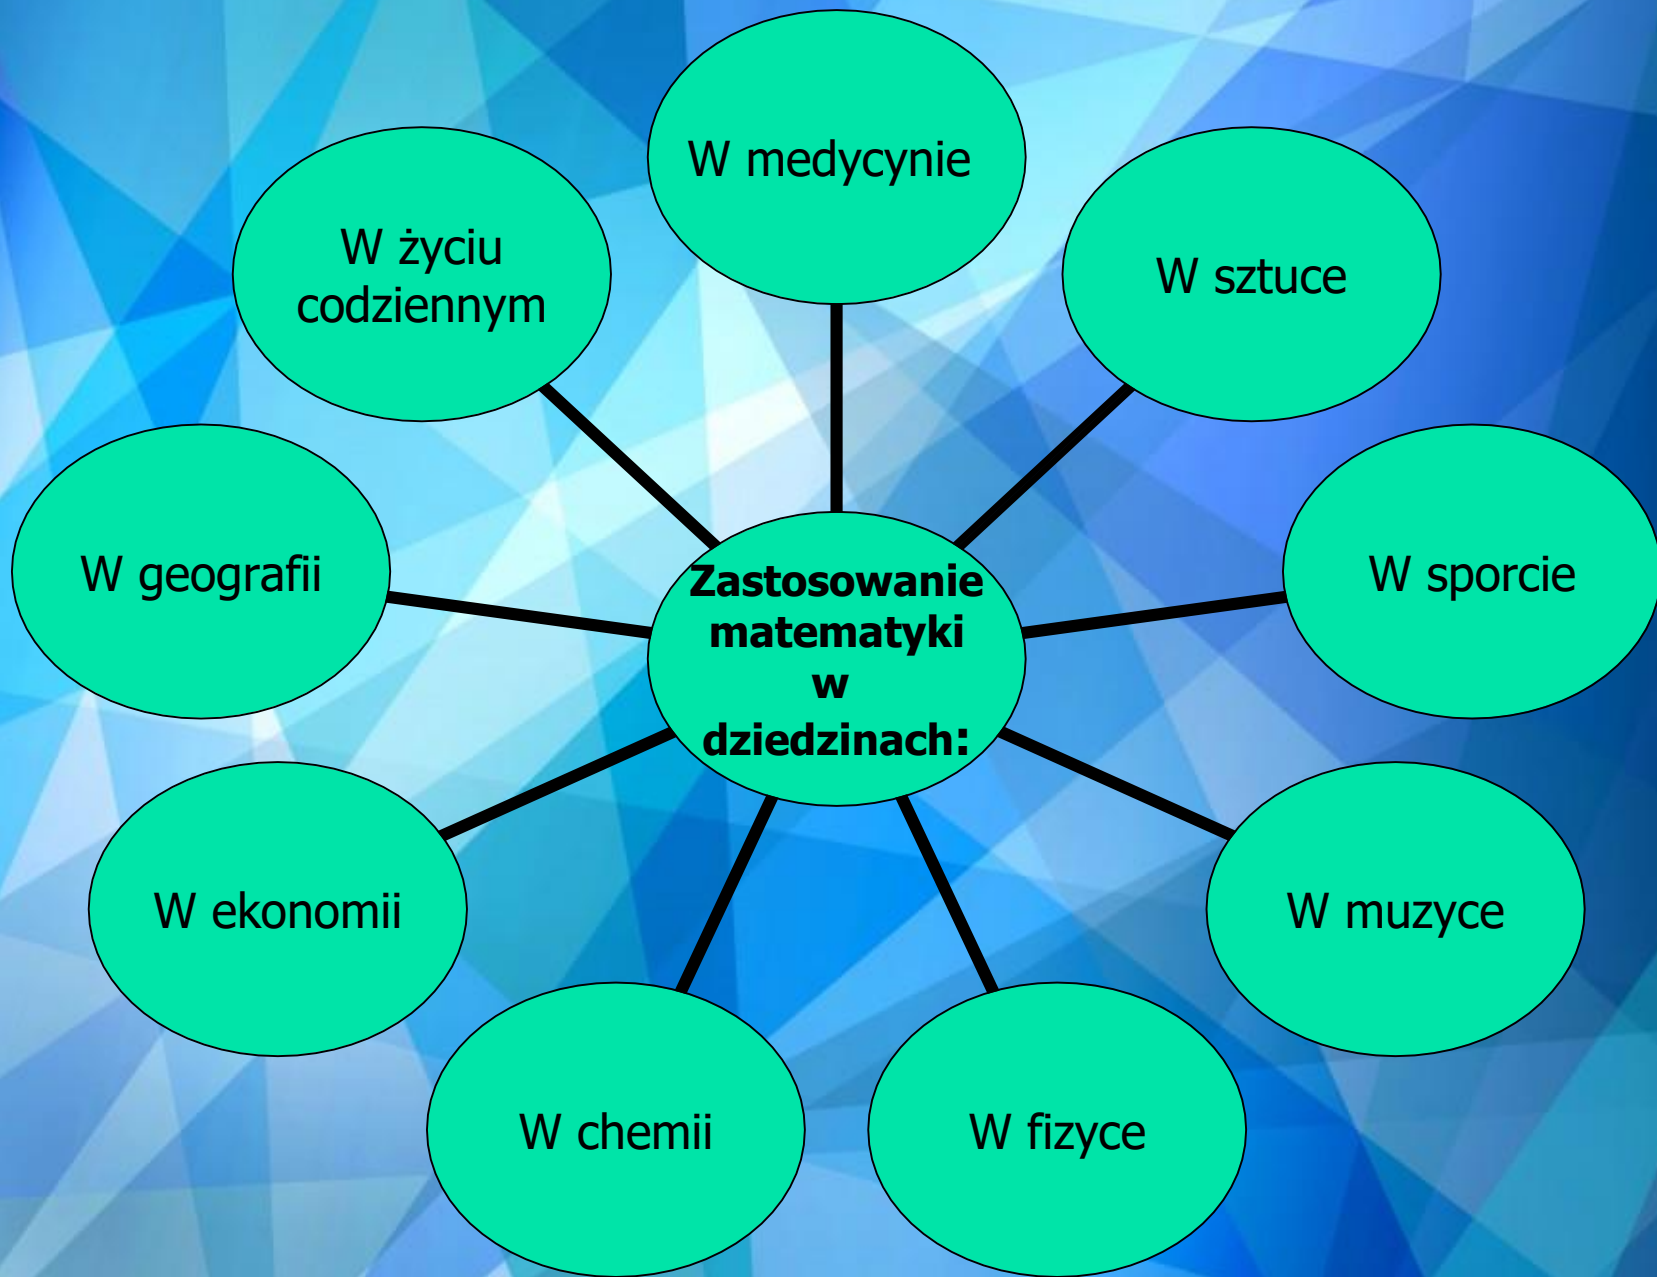 W medycynie
W życiu
codziennym
W sztuce
W geografii
W sporcie
Zastosowanie
matematyki
w
dziedzinach:
W ekonomii
W muzyce
W chemii
W fizyce